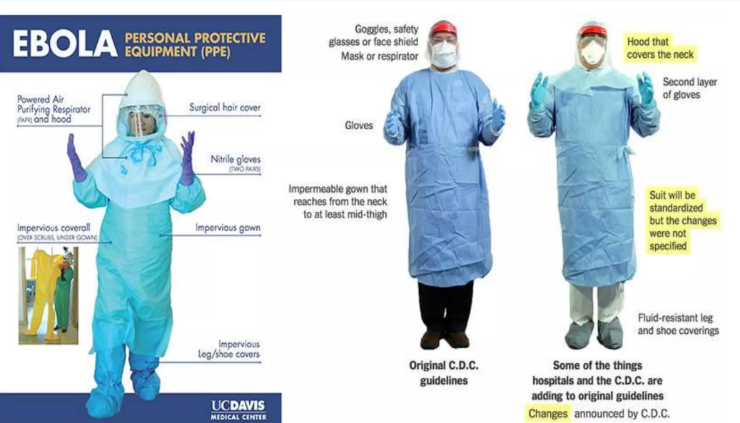 EBOLA
PERSONAL PROTECTIVE
EQUIPMENT (PPE)
Powered Air
Purifying Respirator
(PAPR) and hood
Surgical hair cover
Nitrile gloves
(TWO PAIRS)
Impervious coverall
(OVER SCRUBS, UNDER GOWN)
Impervious gown
Impervious
Leg/shoe covers
UCDAVIS
MEDICAL CENTER
Goggles, safety
glasses or face shield
Mask or respirator
Gloves
Impermeable gown that
reaches from the neck
to at least mid-thigh
Original C.D.C.
guidelines
Hood that
covers the neck
Second layer
of gloves
Suit will be
standardized
but the changes
were not
specified
Fluid-resistant leg
and shoe coverings
Some of the things
hospitals and the C.D.C. are
adding to original guidelines
Changes announced by C.D.C.